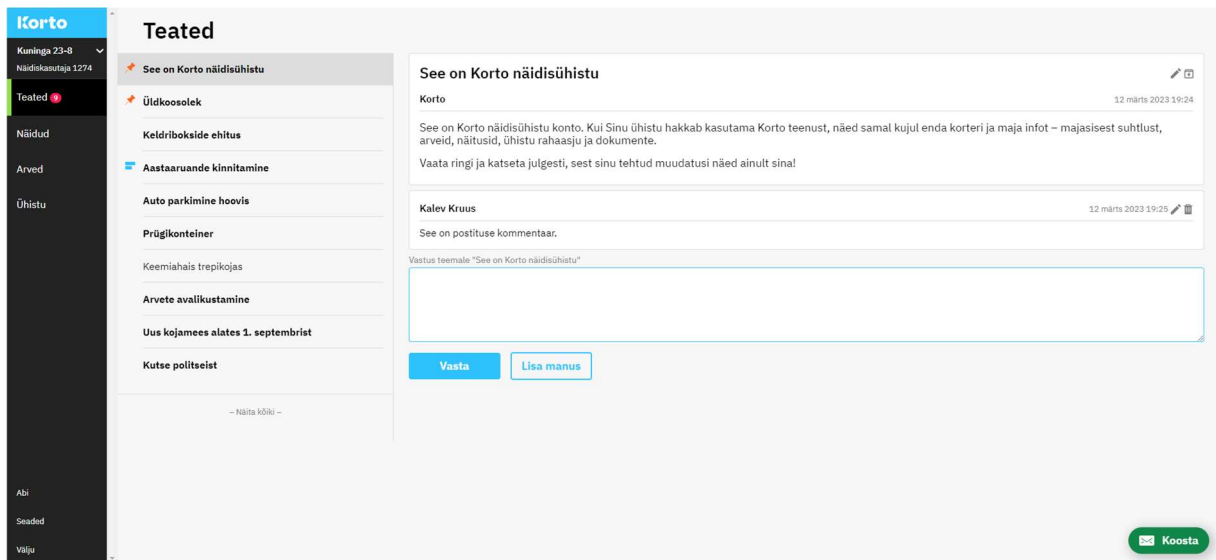 Korto
Kuninga 23-8
Näidiskasutaja 1274
Teated 9
Näidud
Arved
Ühistu
Abi
Seaded
Välju
Teated
See on Korto näidisühistu
Üldkoosolek
Keldribokside ehitus
Aastaaruande kinnitamine
Auto parkimine hoovis
Prügikonteiner
Keemiahais trepikojas
Arvete avalikustamine
Uus kojamees alates 1. septembrist
Kutse politseist
– Näita kõiki –
See on Korto näidisühistu
Korto 12 märts 2023 19:24
See on Korto näidisühistu konto. Kui Sinu ühistu hakkab kasutama Korto teenust, näed samal kujul enda korteri ja maja infot – majasisest suhtlust,
arveid, näitusid, ühistu rahaasju ja dokumente.
Vaata ringi ja katseta julgesti, sest sinu tehtud muudatusi näed ainult sina!
Kalev Kruus 12 märts 2023 19:25
See on postituse kommentaar.
Vastus teemale "See on Korto näidisühistu"
Vasta Lisa manus
Koosta